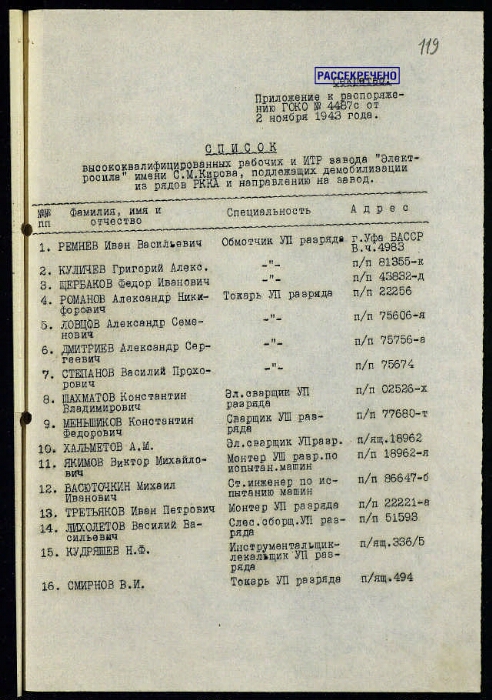 119
РАССЕКРЕЧЕНО
Секретно.
Приложение к распоряже-
нию ГОКО № 4487с от
2 ноября 1943 года.
СПИСОК
высококвалифицированных рабочих и ИТР завода "Элект-
росила" имени С.М.Кирова, подлежащих демобилизации
из рядов РККА и направлению на завод.
№№ Фамилия, имя и Специальность Адрес
пп отчество
1. РЕМНЕВ Иван Васильевич Обмотчик УП разряда г.Уфа БАССР
В.ч.4983
2. КУЛИЧЕВ Григорий Алекс. -"- п/п 81355-к
3. ЩЕРБАКОВ Федор Иванович -"- п/п 43832-д
4. РОМАНОВ Александр Ники- Токарь УП разряда п/п 22256
форович
5. ЛОВЦОВ Александр Семе- -"- п/п 75606-я
нович
6. ДМИТРИЕВ Александр Сер- -"- п/п 75756-а
геевич
7. СТЕПАНОВ Василий Прохо- -"- п/п 75674
рович
8. ШАХМАТОВ Константин Эл.сварщик УП п/п 02526-х
Владимирович разряда
9. МЕНЬШИКОВ Константин Сварщик УШ раз- п/п 77680-т
Федорович ряда
10. ХАЛЬМЕТОВ А.М. Эл.сварщик УПразр. п/ящ.18962
11. ЯКИМОВ Виктор Михайло- Монтер УШ разр.по п/п 18962-я
вич испытан.машин
12. ВАСЮТОЧКИН Михаил Ст.инженер по ис- п/п 86647-б
Иванович пытанию машин
13. ТРЕТЬЯКОВ Иван Петрович Монтер УП разряда п/п 22221-а
14. ЛИХОЛЕТОВ Василий Ва- Слес.сборщ.УП раз- п/п 51593
сильевич ряда
15. КУДРЯШЕВ Н.Ф. Инструментальщик- п/ящ.336/5
лекальщик УП раз-
ряда
16. СМИРНОВ В.И. Токарь УП разряда п/ящ.494